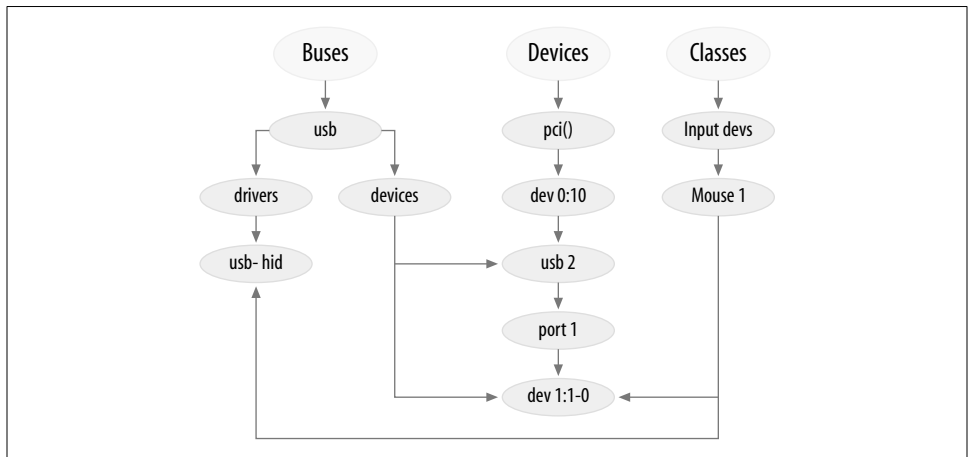 Buses
Devices
Classes
usb
pci()
Input devs
drivers
devices
dev 0:10
Mouse 1
usb- hid
usb 2
port 1
dev 1:1-0